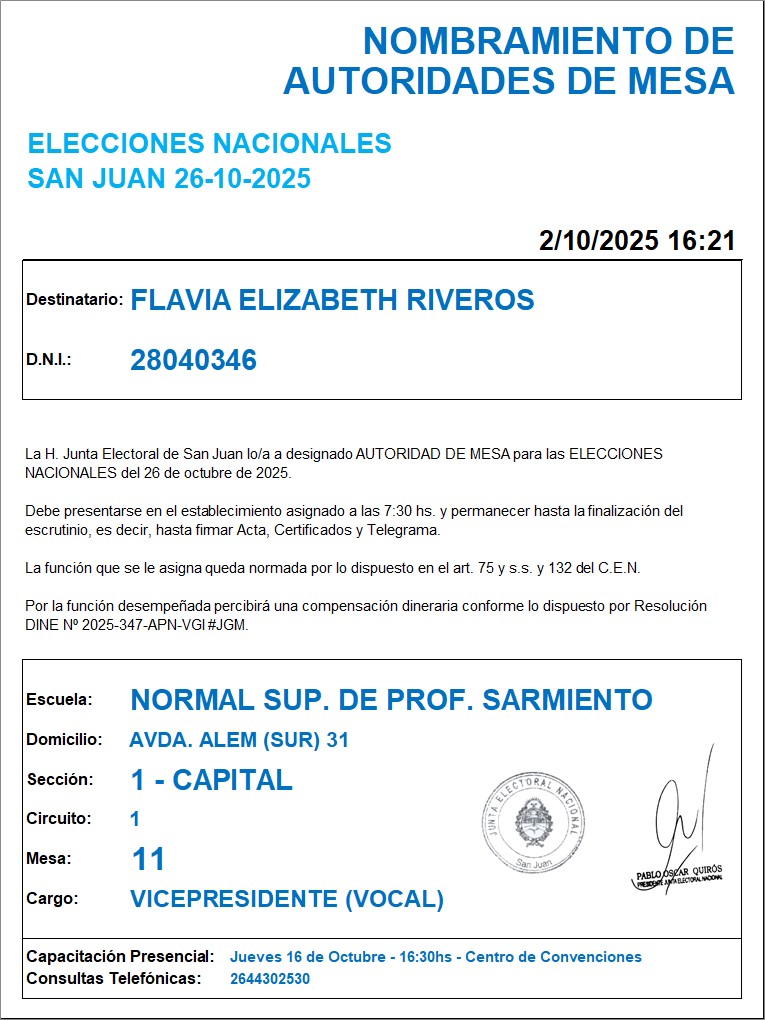 NOMBRAMIENTO DE
AUTORIDADES DE MESA
ELECCIONES NACIONALES
SAN JUAN 26-10-2025
2/10/2025 16:21
Destinatario: FLAVIA ELIZABETH RIVEROS
D.N.I.: 28040346
La H. Junta Electoral de San Juan lo/a a designado AUTORIDAD DE MESA para las ELECCIONES
NACIONALES del 26 de octubre de 2025.
Debe presentarse en el establecimiento asignado a las 7:30 hs. y permanecer hasta la finalización del
escrutinio, es decir, hasta firmar Acta, Certificados y Telegrama.
La función que se le asigna queda normada por lo dispuesto en el art. 75 y s.s. y 132 del C.E.N.
Por la función desempeñada percibirá una compensación dineraria conforme lo dispuesto por Resolución
DINE Nº 2025-347-APN-VGI#JGM.
Escuela: NORMAL SUP. DE PROF. SARMIENTO
Domicilio: AVDA. ALEM (SUR) 31
Sección: 1 - CAPITAL
Circuito: 1
Mesa: 11
Cargo: VICEPRESIDENTE (VOCAL)
JUNTA ELECTORAL NACIONAL
San Juan
PABLO OSCAR QUIRÓS
PRESIDENTE JUNTA ELECTORAL NACIONAL
Capacitación Presencial: Jueves 16 de Octubre - 16:30hs - Centro de Convenciones
Consultas Telefónicas: 2644302530